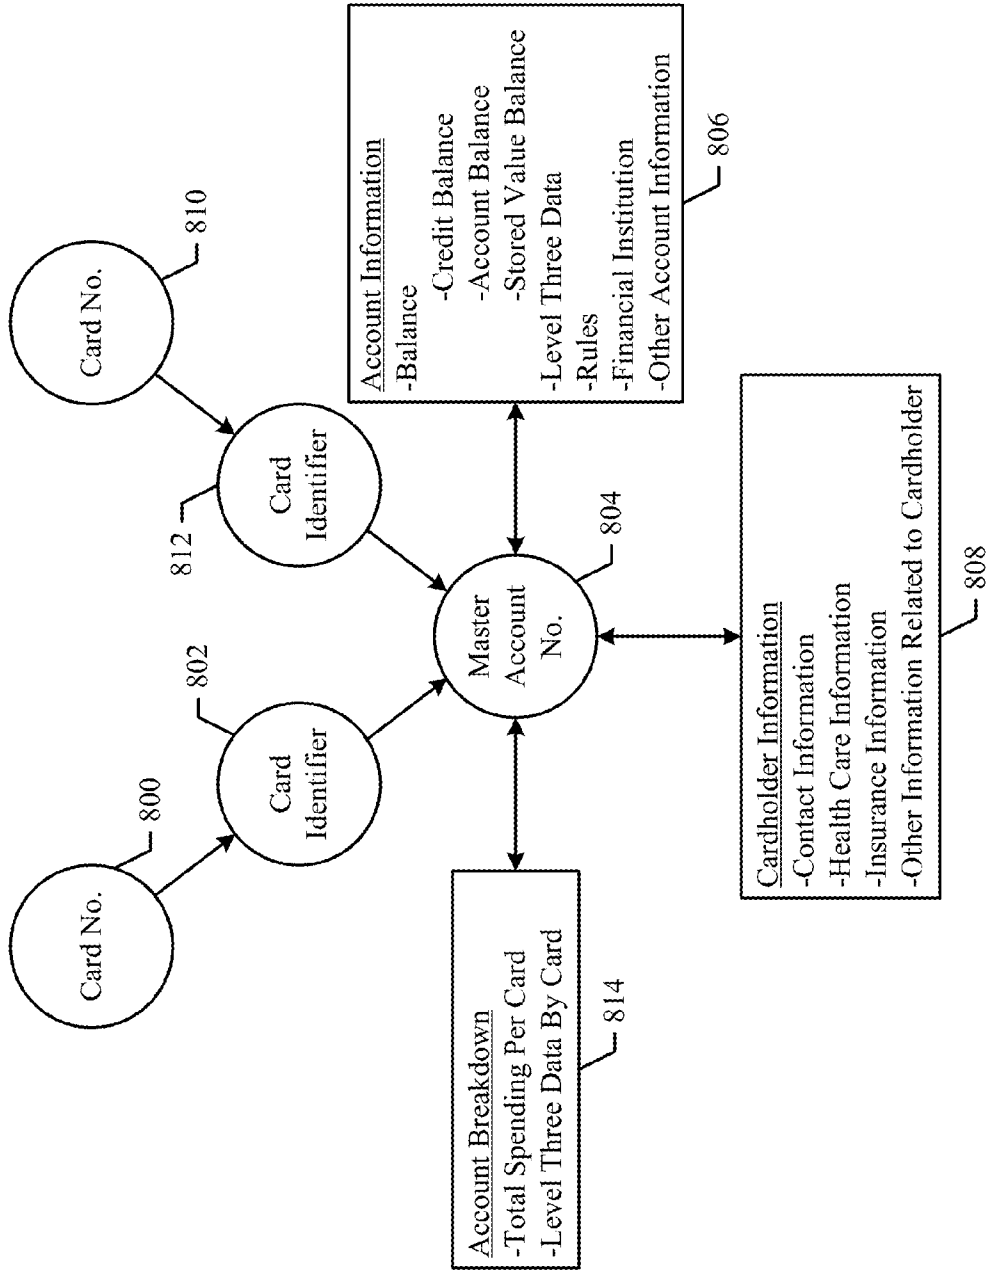 Card No.
800
Card
Identifier
802
Card No.
810
Card
Identifier
812
Master
Account
No.
804
Account Breakdown
-Total Spending Per Card
-Level Three Data By Card
814
Cardholder Information
-Contact Information
-Health Care Information
-Insurance Information
-Other Information Related to Cardholder
808
Account Information
-Balance
-Credit Balance
-Account Balance
-Stored Value Balance
-Level Three Data
-Rules
-Financial Institution
-Other Account Information
806